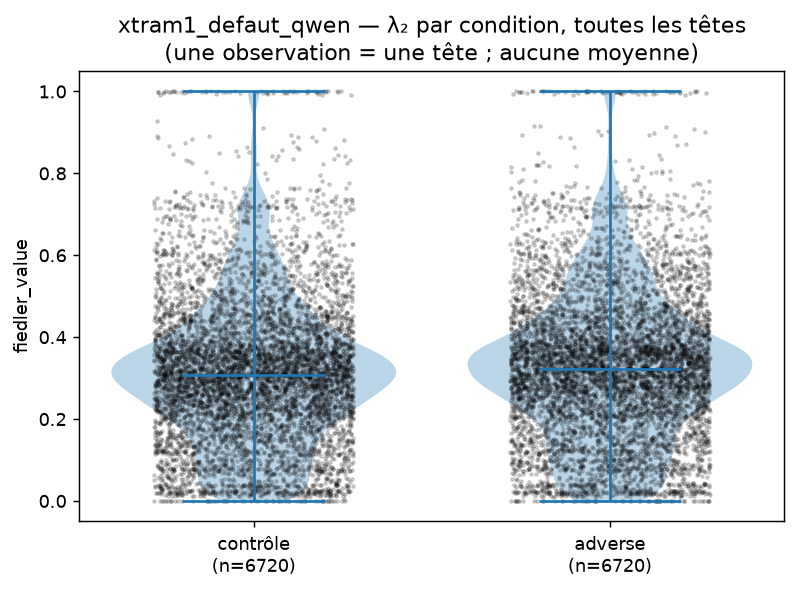 xtram1_defaut_qwen — λ₂ par condition, toutes les têtes
(une observation = une tête ; aucune moyenne)
fiedler_value
1.0
0.8
0.6
0.4
0.2
0.0
contrôle
(n=6720)
adverse
(n=6720)